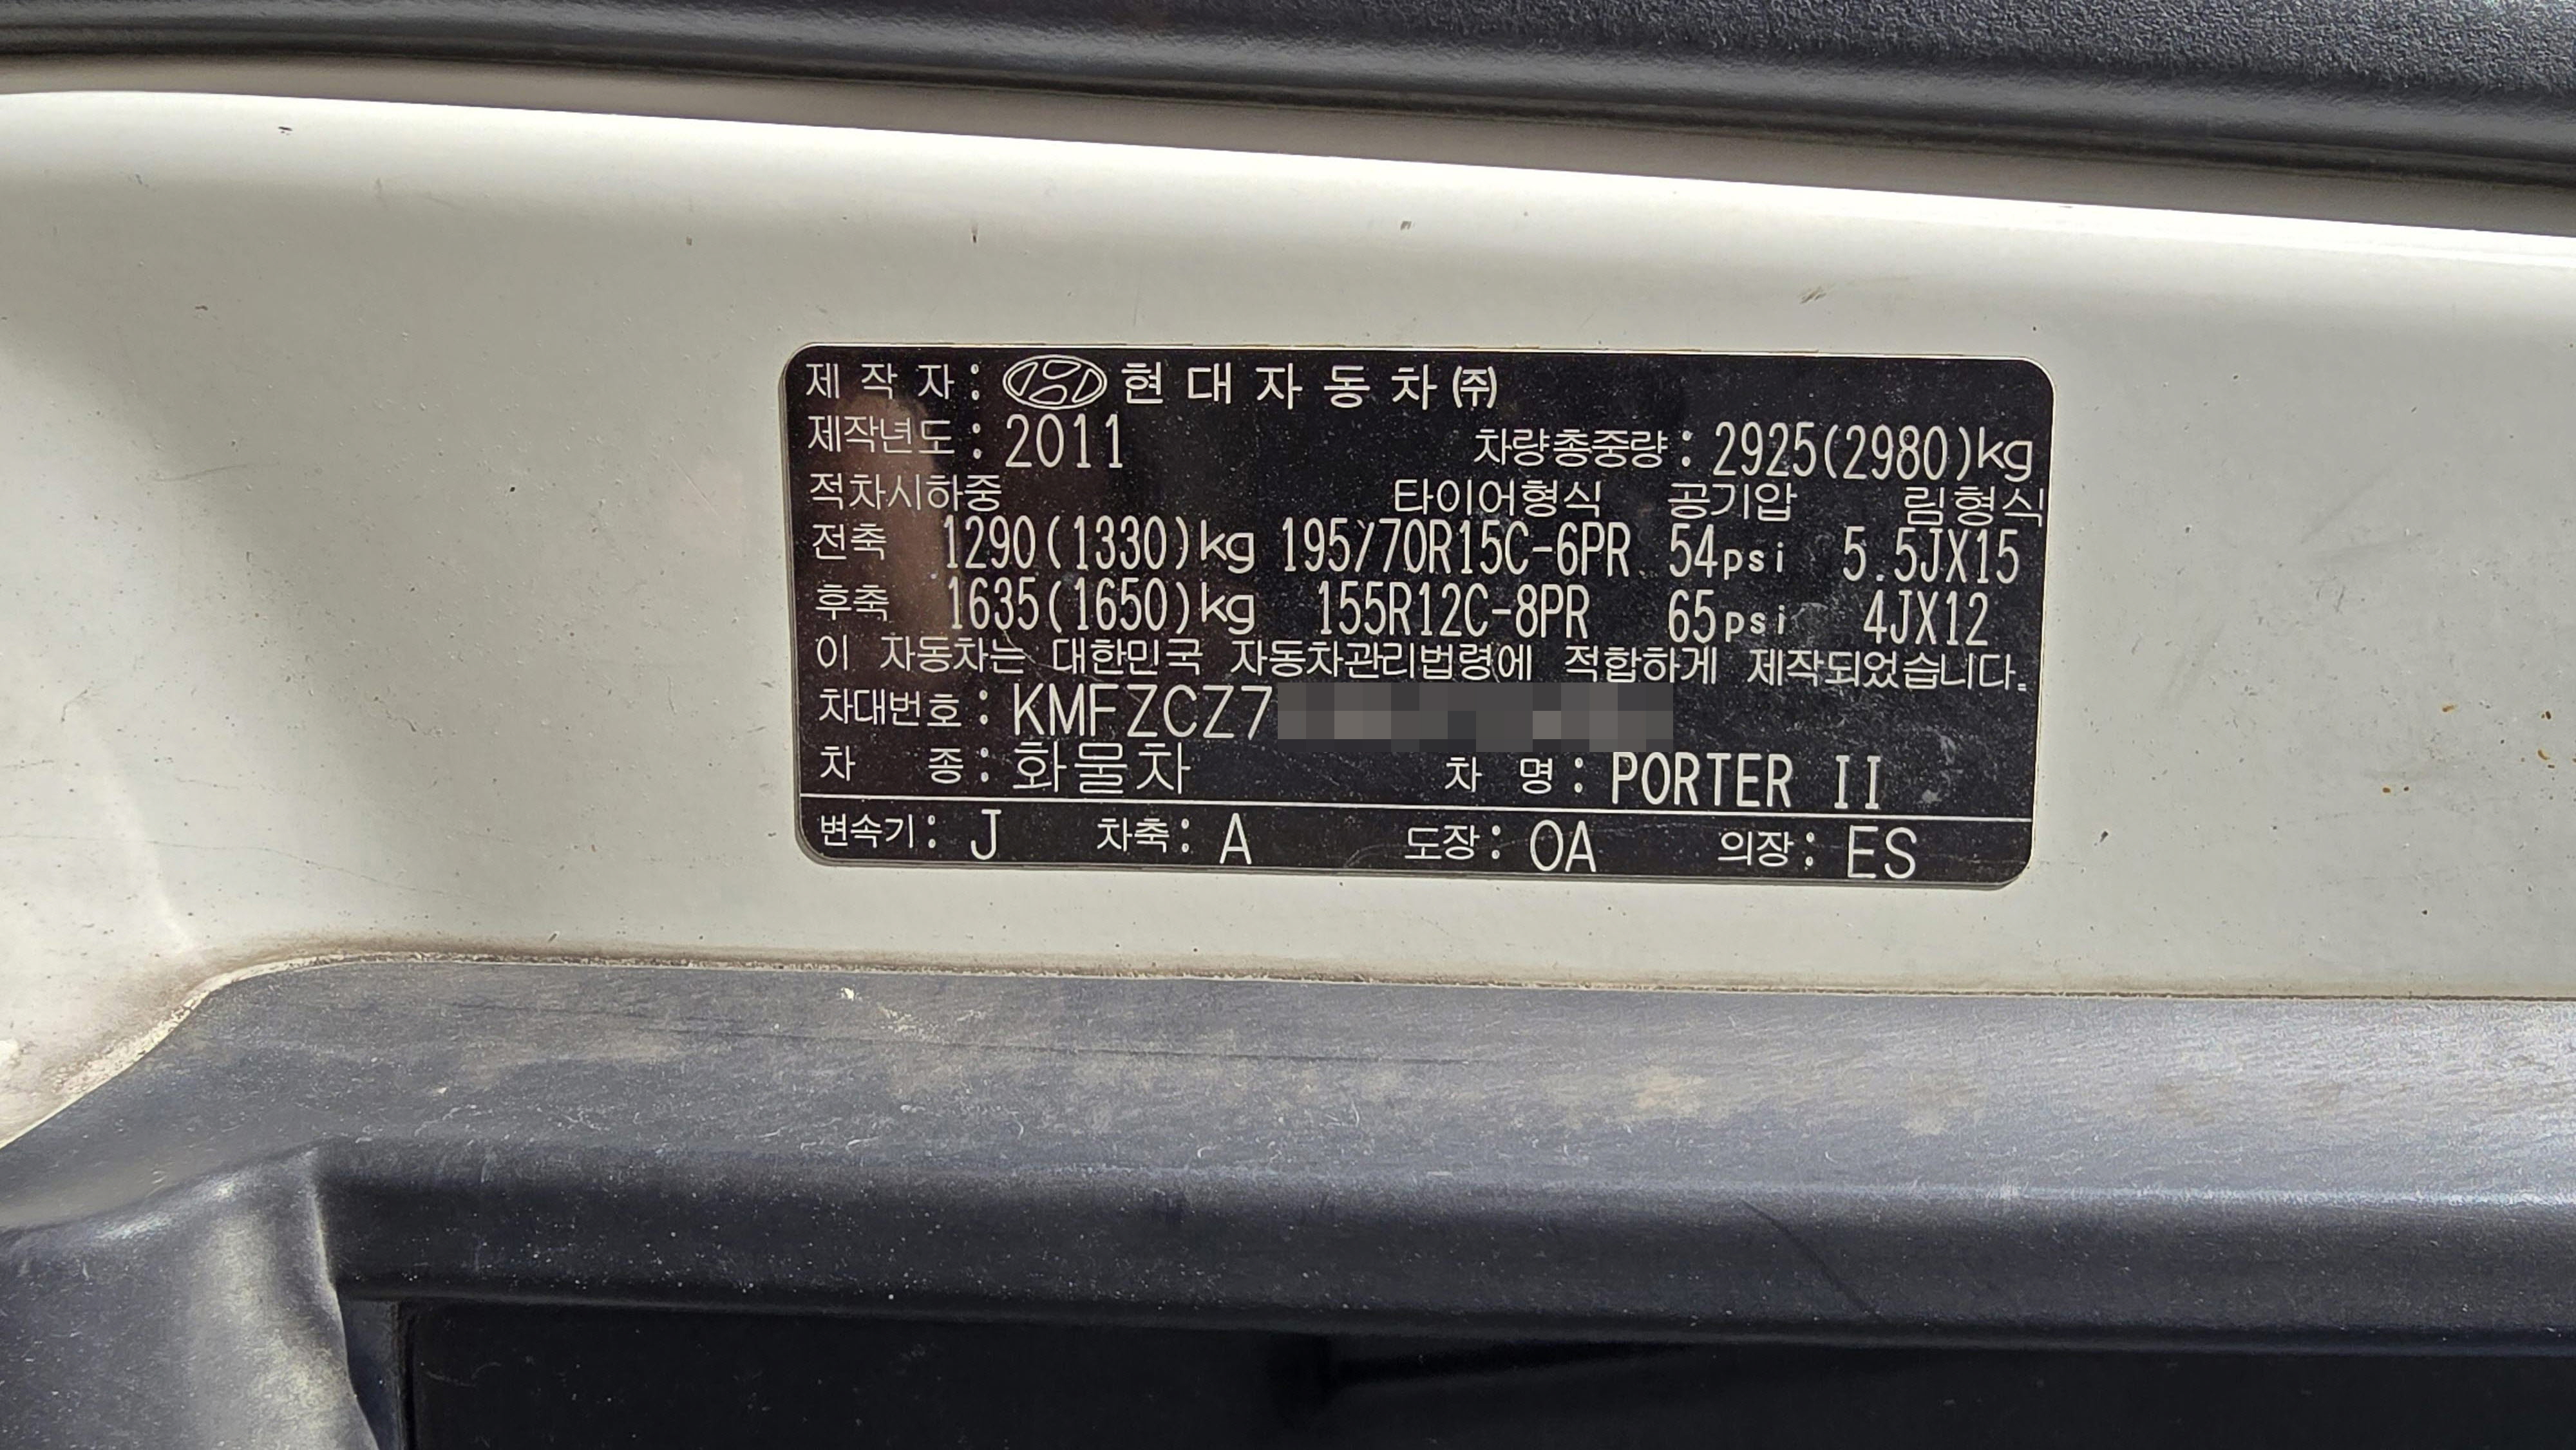 제 작 자 : 현 대 자 동 차 ㈜
제작년도 : 2011 차량총중량 : 2925(2980)kg
적차시하중 타이어형식 공기압 림형식
전축 1290(1330)kg 195/70R15C-6PR 54psi 5.5JX15
후축 1635(1650)kg 155R12C-8PR 65psi 4JX12
이 자동차는 대한민국 자동차관리법령에 적합하게 제작되었습니다.
차대번호 : KMFZCZ7
차 종 : 화물차 차 명 : PORTER II
변속기 : J 차축 : A 도장 : OA 의장 : ES